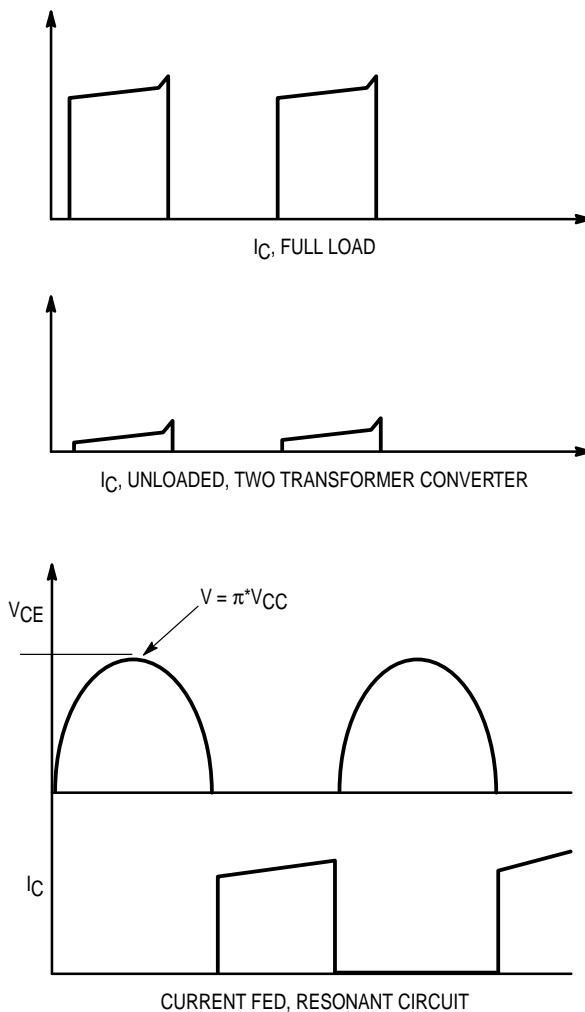 IC, FULL LOAD
IC, UNLOADED, TWO TRANSFORMER CONVERTER
VCE
V = π*VCC
IC
CURRENT FED, RESONANT CIRCUIT